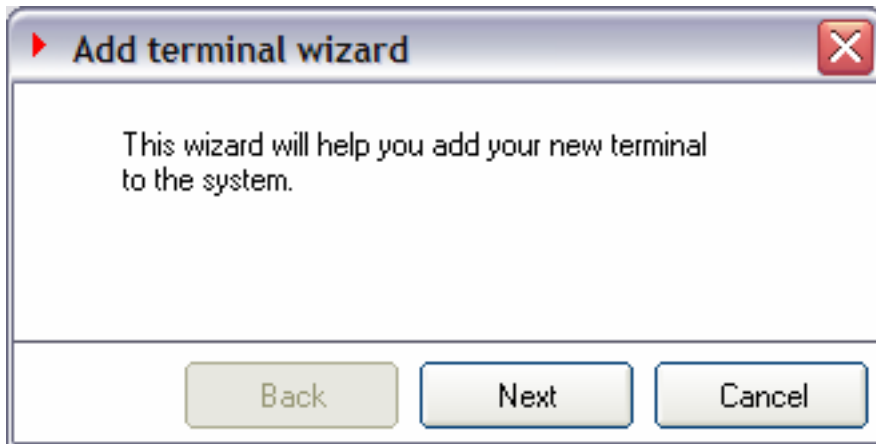 Add terminal wizard
This wizard will help you add your new terminal
to the system.
Back Next Cancel